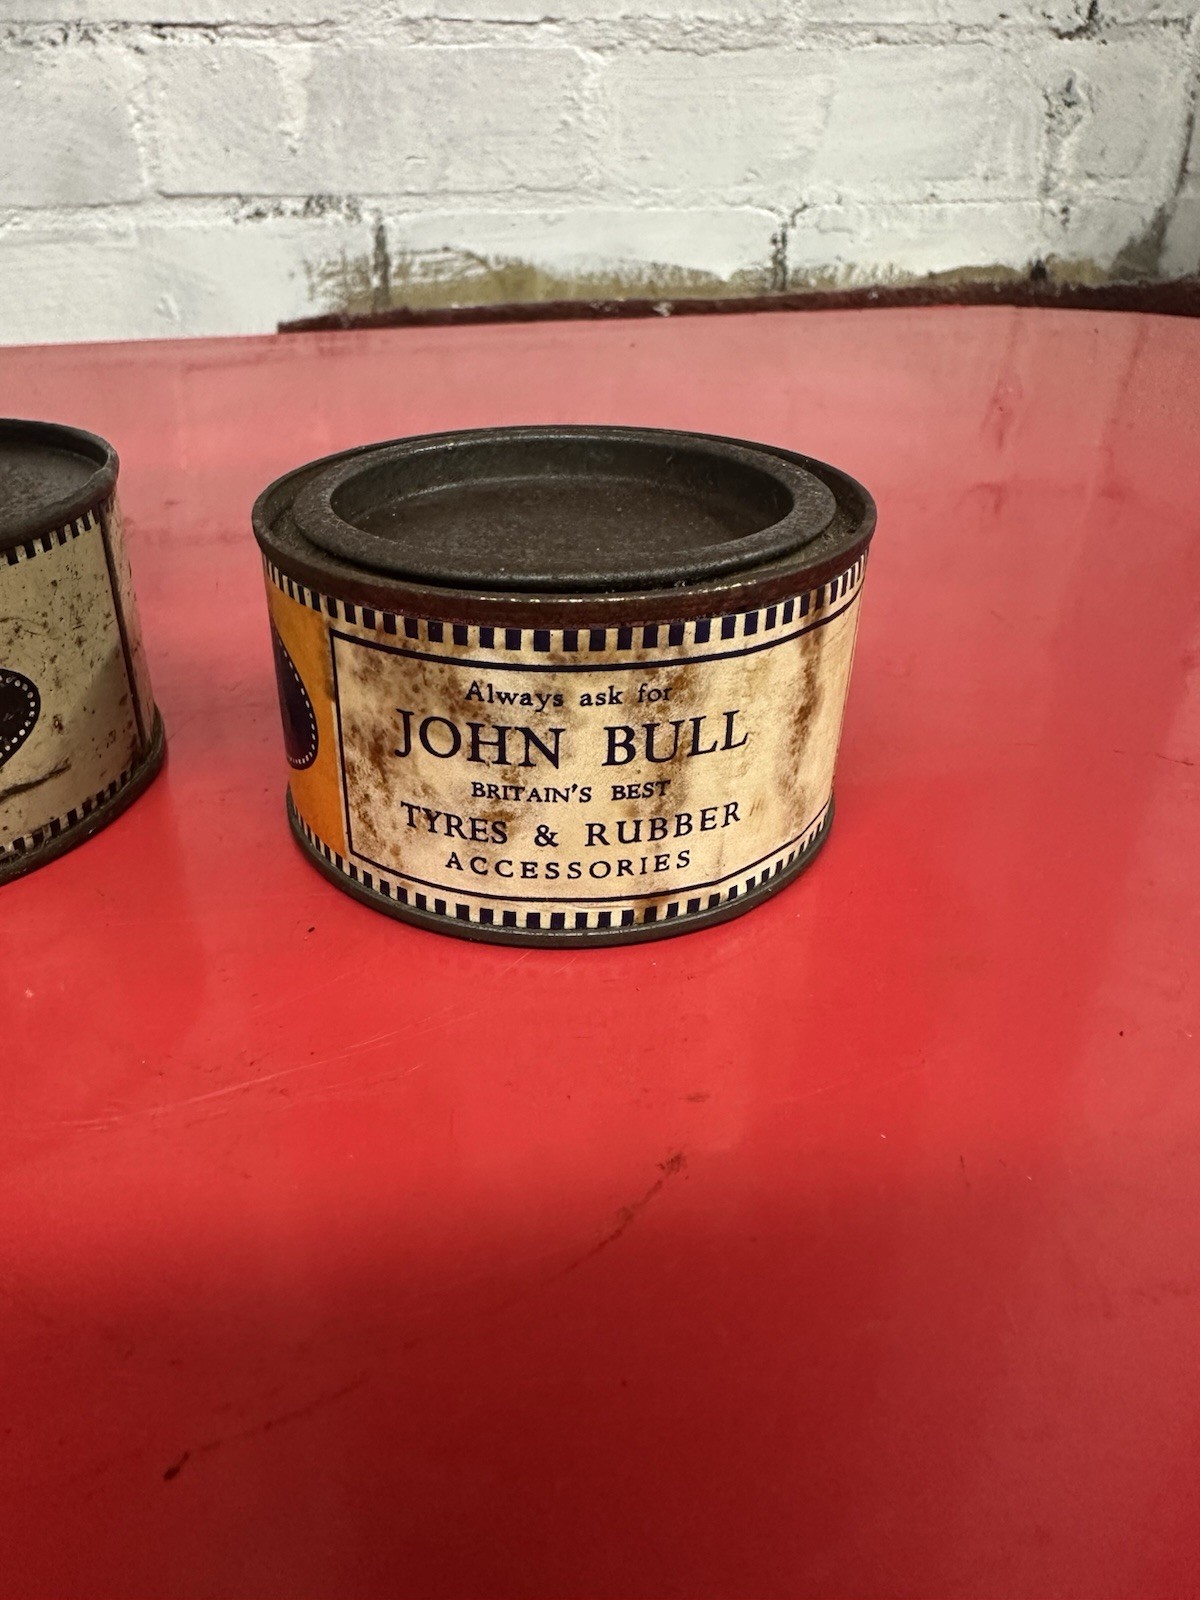 Always ask for
JOHN BULL
BRITAIN'S BEST
TYRES & RUBBER
ACCESSORIES